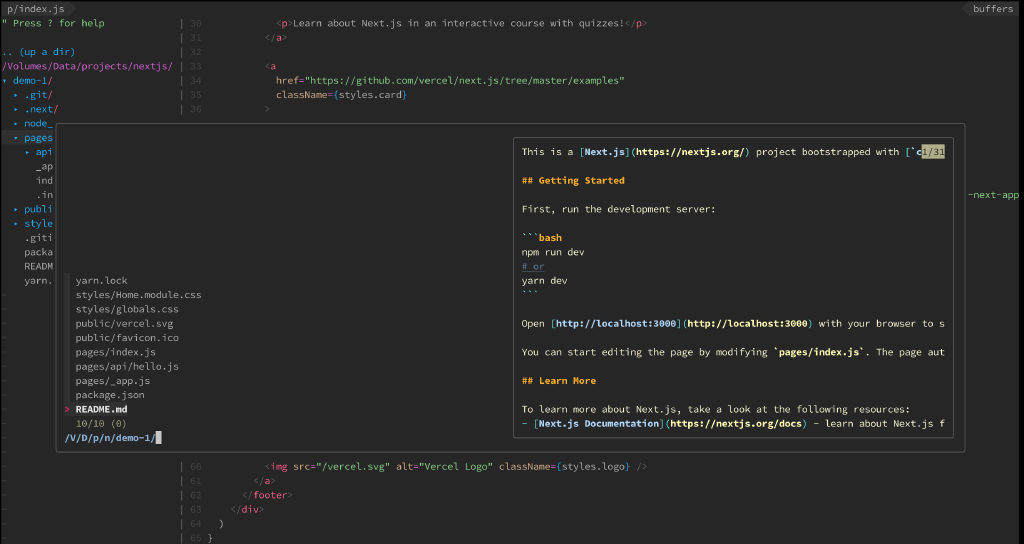 p/index.js
buffers
" Press ? for help
.. (up a dir)
/Volumes/Data/projects/nextjs/
▾ demo-1/
▸ .git/
▸ .next/
▸ node_
▸ pages
▸ api
_ap
ind
.in
▸ publi
▸ style
.giti
packa
READM
yarn.
30 <p>Learn about Next.js in an interactive course with quizzes!</p>
31 </a>
32
33 <a
34 href="https://github.com/vercel/next.js/tree/master/examples"
35 className={styles.card}
36 >
-next-app
yarn.lock
styles/Home.module.css
styles/globals.css
public/vercel.svg
public/favicon.ico
pages/index.js
pages/api/hello.js
pages/_app.js
package.json
> README.md
10/10 (0)
/V/D/p/n/demo-1/
This is a [Next.js](https://nextjs.org/) project bootstrapped with [`c1/31
## Getting Started
First, run the development server:
```bash
npm run dev
# or
yarn dev
```
Open [http://localhost:3000](http://localhost:3000) with your browser to s
You can start editing the page by modifying `pages/index.js`. The page aut
## Learn More
To learn more about Next.js, take a look at the following resources:
- [Next.js Documentation](https://nextjs.org/docs) - learn about Next.js f
60 <img src="/vercel.svg" alt="Vercel Logo" className={styles.logo} />
61 </a>
62 </footer>
63 </div>
64 )
65 }